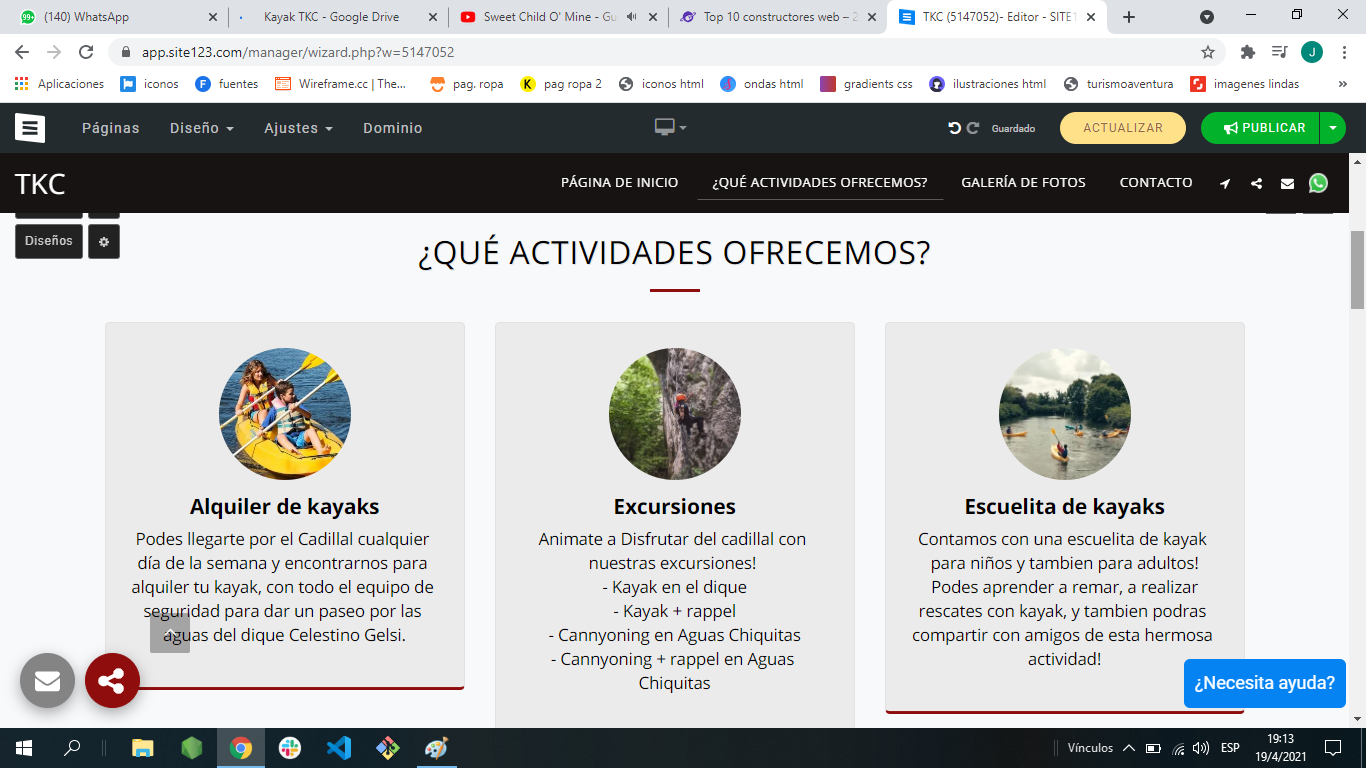 (140) WhatsApp
Kayak TKC - Google Drive
Sweet Child O' Mine - Gu
Top 10 constructores web – 2
TKC (5147052)- Editor - SITE1
app.site123.com/manager/wizard.php?w=5147052
J
Aplicaciones
iconos
fuentes
Wireframe.cc | The...
pag. ropa
pag ropa 2
iconos html
ondas html
gradients css
ilustraciones html
turismoaventura
imagenes lindas
»
Páginas
Diseño
Ajustes
Dominio
Guardado
ACTUALIZAR
PUBLICAR
TKC
PÁGINA DE INICIO
¿QUÉ ACTIVIDADES OFRECEMOS?
GALERÍA DE FOTOS
CONTACTO
Diseños
¿QUÉ ACTIVIDADES OFRECEMOS?
Alquiler de kayaks
Podes llegarte por el Cadillal cualquier
día de la semana y encontrarnos para
alquiler tu kayak, con todo el equipo de
seguridad para dar un paseo por las
aguas del dique Celestino Gelsi.
Excursiones
Animate a Disfrutar del cadillal con
nuestras excursiones!
- Kayak en el dique
- Kayak + rappel
- Cannyoning en Aguas Chiquitas
- Cannyoning + rappel en Aguas
Chiquitas
Escuelita de kayaks
Contamos con una escuelita de kayak
para niños y tambien para adultos!
Podes aprender a remar, a realizar
rescates con kayak, y tambien podras
compartir con amigos de esta hermosa
actividad!
¿Necesita ayuda?
Vínculos
ESP
19:13
19/4/2021